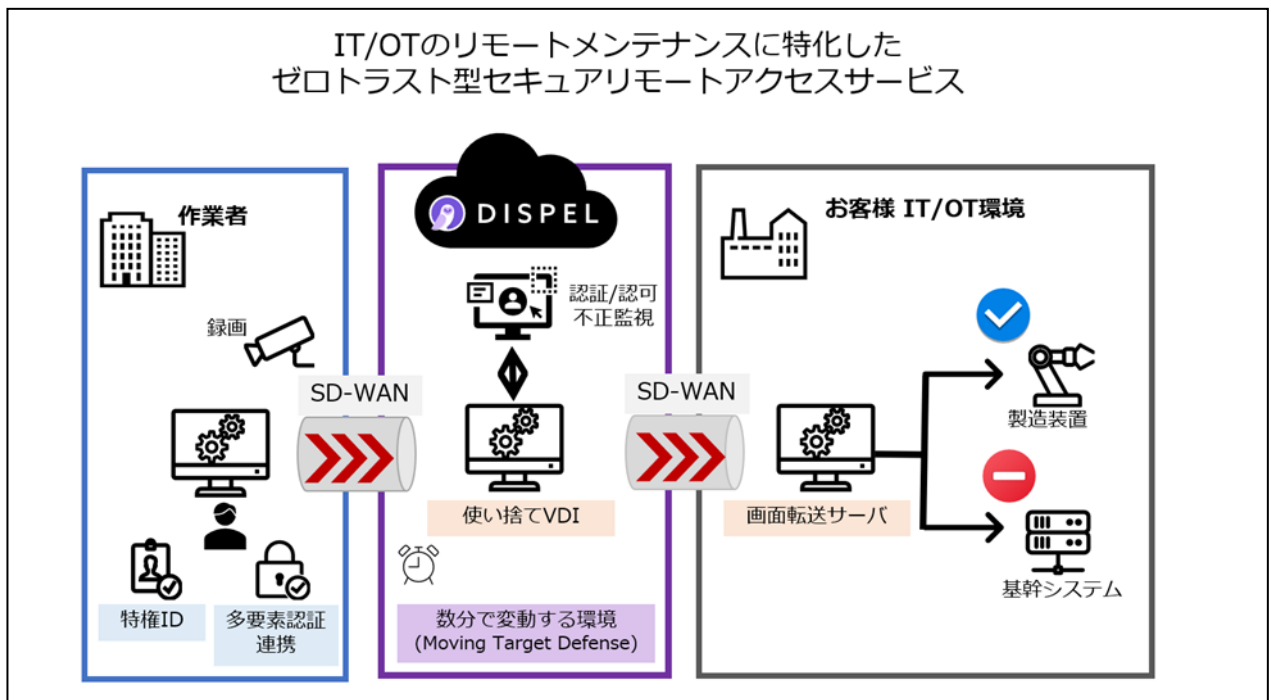 IT/OTのリモートメンテナンスに特化した
ゼロトラスト型セキュアリモートアクセスサービス
作業者
録画
特権ID
多要素認証
連携
SD-WAN
DISPEL
認証/認可
不正監視
使い捨てVDI
数分で変動する環境
(Moving Target Defense)
SD-WAN
お客様 IT/OT環境
画面転送サーバ
製造装置
基幹システム